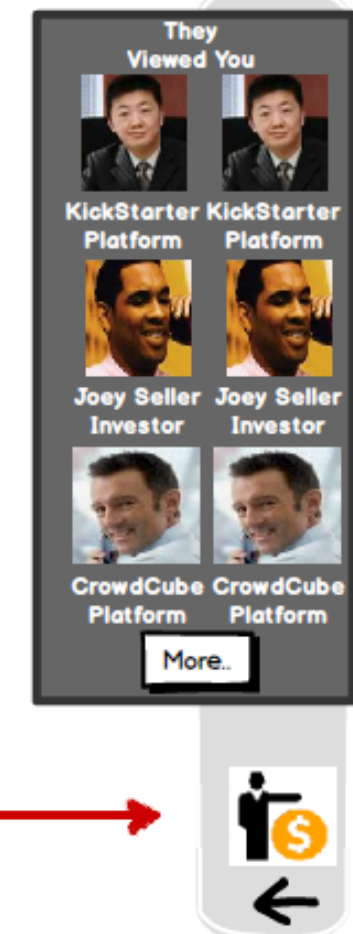 They
Viewed You
KickStarter KickStarter
Platform Platform
Joey Seller Joey Seller
Investor Investor
CrowdCube CrowdCube
Platform Platform
More..
$